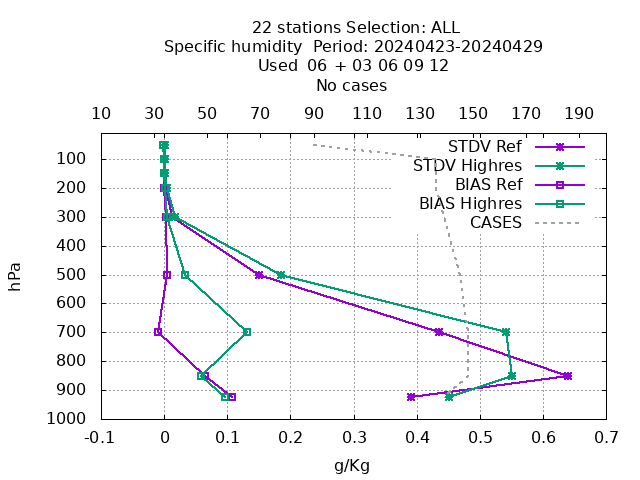 22 stations Selection: ALL
Specific humidity  Period: 20240423-20240429
Used  06 + 03 06 09 12
No cases
10 30 50 70 90 110 130 150 170 190
STDV Ref
STDV Highres
BIAS Ref
BIAS Highres
CASES
100
200
300
400
500
600
700
800
900
1000
hPa
-0.1 0 0.1 0.2 0.3 0.4 0.5 0.6 0.7
g/Kg